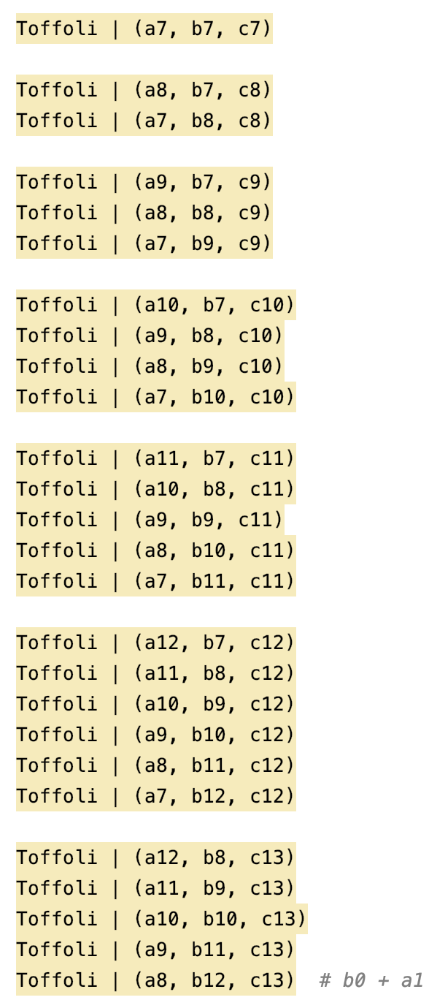 Toffoli | (a7, b7, c7)
Toffoli | (a8, b7, c8)
Toffoli | (a7, b8, c8)
Toffoli | (a9, b7, c9)
Toffoli | (a8, b8, c9)
Toffoli | (a7, b9, c9)
Toffoli | (a10, b7, c10)
Toffoli | (a9, b8, c10)
Toffoli | (a8, b9, c10)
Toffoli | (a7, b10, c10)
Toffoli | (a11, b7, c11)
Toffoli | (a10, b8, c11)
Toffoli | (a9, b9, c11)
Toffoli | (a8, b10, c11)
Toffoli | (a7, b11, c11)
Toffoli | (a12, b7, c12)
Toffoli | (a11, b8, c12)
Toffoli | (a10, b9, c12)
Toffoli | (a9, b10, c12)
Toffoli | (a8, b11, c12)
Toffoli | (a7, b12, c12)
Toffoli | (a12, b8, c13)
Toffoli | (a11, b9, c13)
Toffoli | (a10, b10, c13)
Toffoli | (a9, b11, c13)
Toffoli | (a8, b12, c13) # b0 + a1